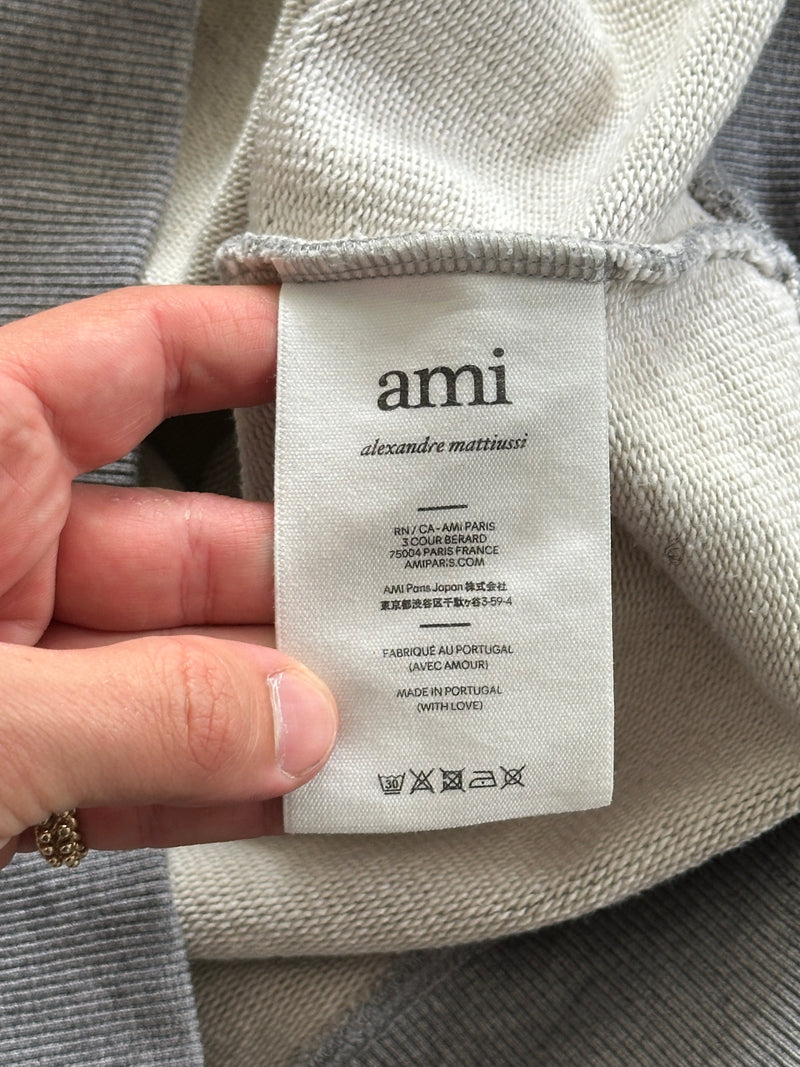 ami
alexandre mattiussi
RN / CA - AMI PARIS
3 COUR BERARD
75004 PARIS FRANCE
AMIPARIS.COM
AMI Paris Japan 株式会社
東京都渋谷区千駄ヶ谷3-59-4
FABRIQUÉ AU PORTUGAL
(AVEC AMOUR)
MADE IN PORTUGAL
(WITH LOVE)
30